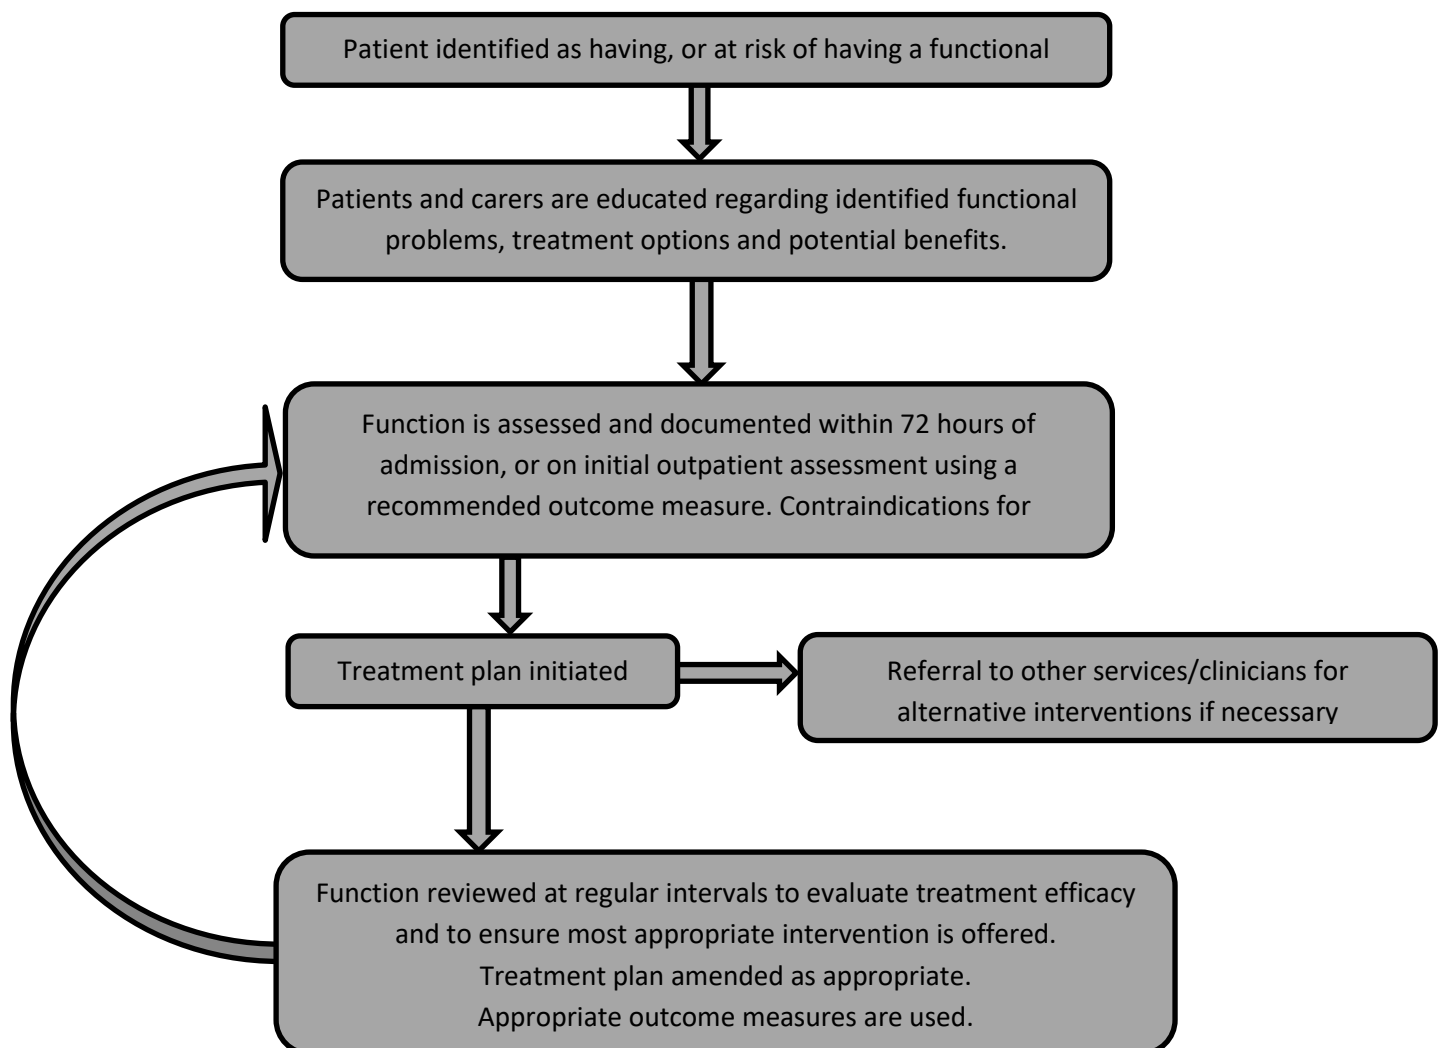 Patient identified as having, or at risk of having a functional
Patients and carers are educated regarding identified functional
problems, treatment options and potential benefits.
Function is assessed and documented within 72 hours of
admission, or on initial outpatient assessment using a
recommended outcome measure. Contraindications for
Treatment plan initiated
Referral to other services/clinicians for
alternative interventions if necessary
Function reviewed at regular intervals to evaluate treatment efficacy
and to ensure most appropriate intervention is offered.
Treatment plan amended as appropriate.
Appropriate outcome measures are used.